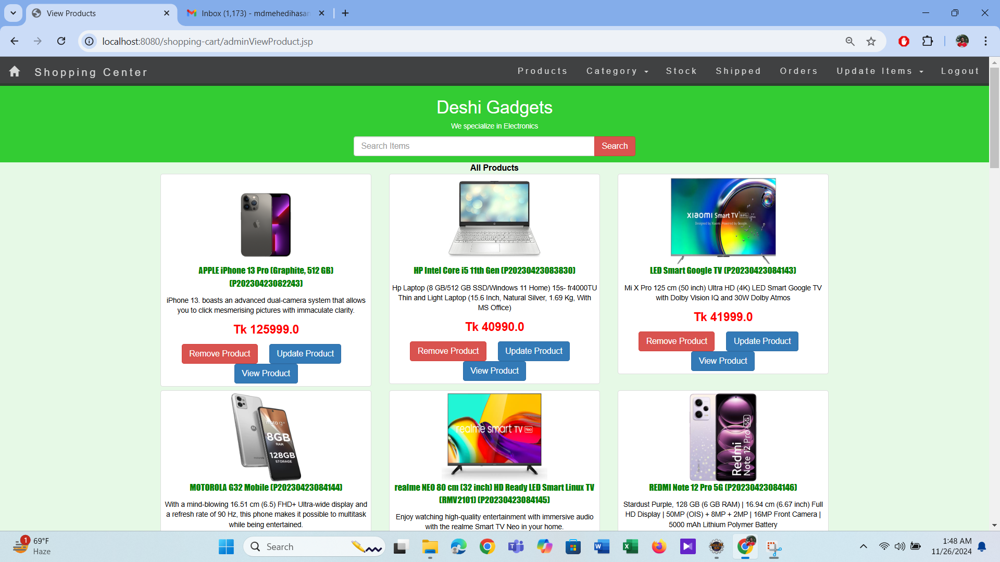 View Products
Inbox (1,173) - mdmehedihasan
localhost:8080/shopping-cart/adminViewProduct.jsp
Shopping Center
Products Category Stock Shipped Orders Update Items Logout
Deshi Gadgets
We specialize in Electronics
Search Items Search
All Products
XIaOMI Smart TV X Pro
Designed by Xiaomi. Powered by Google.
APPLE iPhone 13 Pro (Graphite, 512 GB)
(P20230423082243)
iPhone 13. boasts an advanced dual-camera system that allows
you to click mesmerising pictures with immaculate clarity.
Tk 125999.0
Remove Product Update Product
View Product
HP Intel Core i5 11th Gen (P20230423083830)
Hp Laptop (8 GB/512 GB SSD/Windows 11 Home) 15s- fr4000TU
Thin and Light Laptop (15.6 Inch, Natural Silver, 1.69 Kg, With
MS Office)
Tk 40990.0
Remove Product Update Product
View Product
LED Smart Google TV (P20230423084143)
Mi X Pro 125 cm (50 inch) Ultra HD (4K) LED Smart Google TV
with Dolby Vision IQ and 30W Dolby Atmos
Tk 41999.0
Remove Product Update Product
View Product
moto g32
8GB
RAM
128GB
STORAGE
MOTOROLA G32 Mobile (P20230423084144)
With a mind-blowing 16.51 cm (6.5) FHD+ Ultra-wide display and
a refresh rate of 90 Hz, this phone makes it possible to multitask
while being entertained.
realme smart TV Neo
realme NEO 80 cm (32 inch) HD Ready LED Smart Linux TV
(RMV2101) (P20230423084145)
Enjoy watching high-quality entertainment with immersive audio
with the realme Smart TV Neo in your home.
Redmi
Note 12 Pro 5G
REDMI Note 12 Pro 5G (P20230423084146)
Stardust Purple, 128 GB (6 GB RAM) | 16.94 cm (6.67 inch) Full
HD Display | 50MP (OIS) + 8MP + 2MP | 16MP Front Camera |
5000 mAh Lithium Polymer Battery
1
69°F
Haze
Search
1:48 AM
11/26/2024